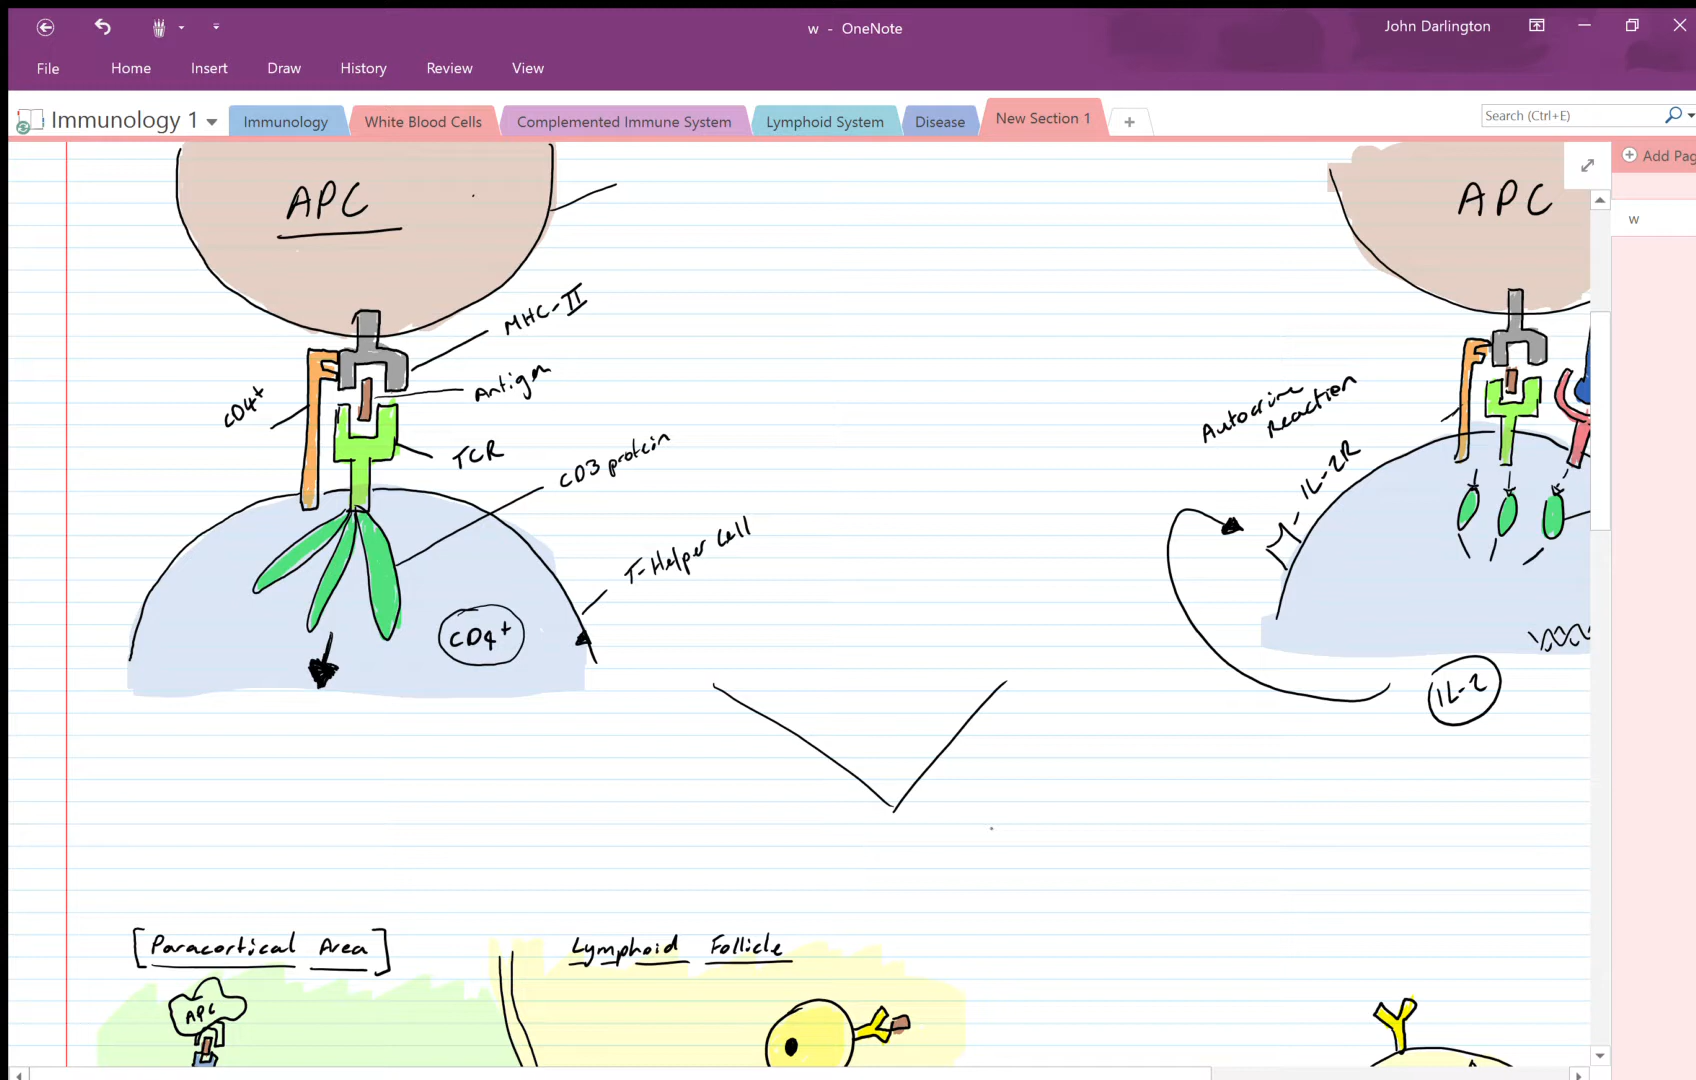 w - OneNote
John Darlington
File Home Insert Draw History Review View
Immunology 1
Immunology
White Blood Cells
Complemented Immune System
Lymphoid System
Disease
New Section 1
Search (Ctrl+E)
Add Pag
w
APC
MHC-II
Antigen
CD4+
TCR
CD3 protein
T-Helper Cell
CD4+
APC
Autocrine
Reaction
IL-2R
IL-2
[Paracortical Area]
Lymphoid Follicle
APC